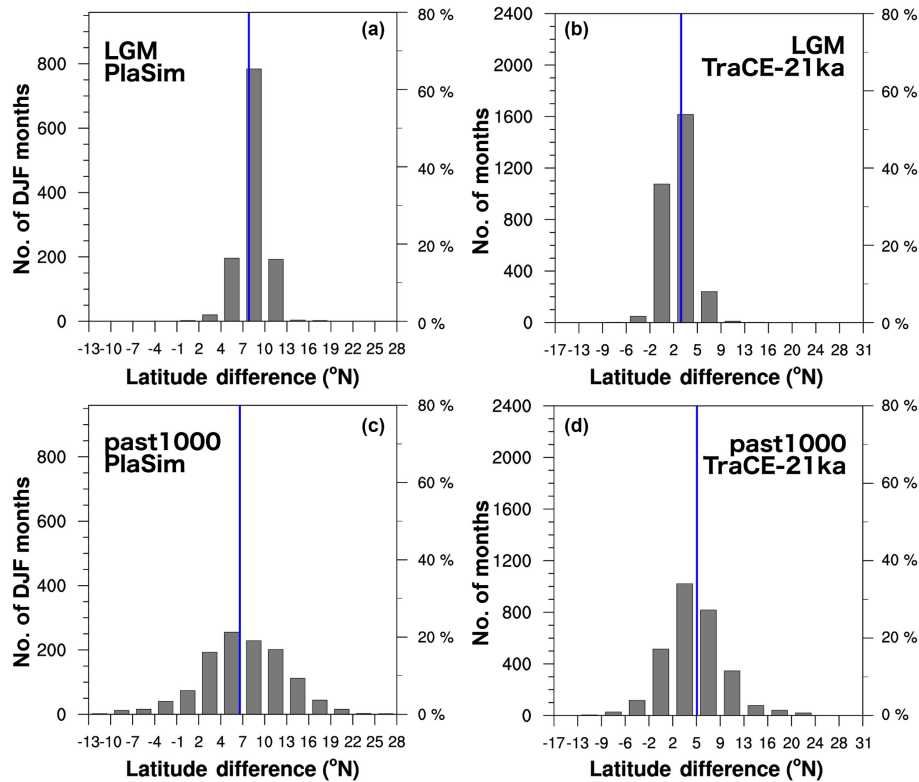 (a)
LGM
PlaSim
No. of DJF months
800
600
400
200
0
80 %
60 %
40 %
20 %
0 %
-13 -10 -7 -4 -1 2 4 7 10 13 14 16 19 22 25 28
Latitude difference (°N)
(b)
LGM
TraCE-21ka
No. of months
2400
2000
1600
1200
800
400
0
80 %
60 %
40 %
20 %
0 %
-17 -13 -9 -6 -2 2 5 9 13 16 20 24 28 31
Latitude difference (°N)
(c)
past1000
PlaSim
No. of DJF months
800
600
400
200
0
80 %
60 %
40 %
20 %
0 %
-13 -10 -7 -4 -1 2 4 7 10 13 14 16 19 22 25 28
Latitude difference (°N)
(d)
past1000
TraCE-21ka
No. of months
2400
2000
1600
1200
800
400
0
80 %
60 %
40 %
20 %
0 %
-17 -13 -9 -6 -2 2 5 9 13 16 20 24 28 31
Latitude difference (°N)